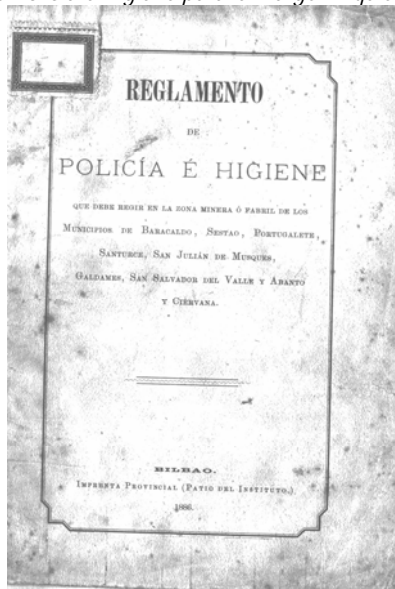 REGLAMENTO
DE
POLICÍA É HIGIENE
QUE DEBE REGIR EN LA ZONA MINERA Ó FABRIL DE LOS
MUNICIPIOS DE BARACALDO, SESTAO, PORTUGALETE,
SANTURCE, SAN JULIÁN DE MUSQUES,
GALDAMES, SAN SALVADOR DEL VALLE Y ABANTO
Y CIÉRVANA.
BILBAO.
IMPRENTA PROVINCIAL (PATIO DEL INSTITUTO.)
1886.